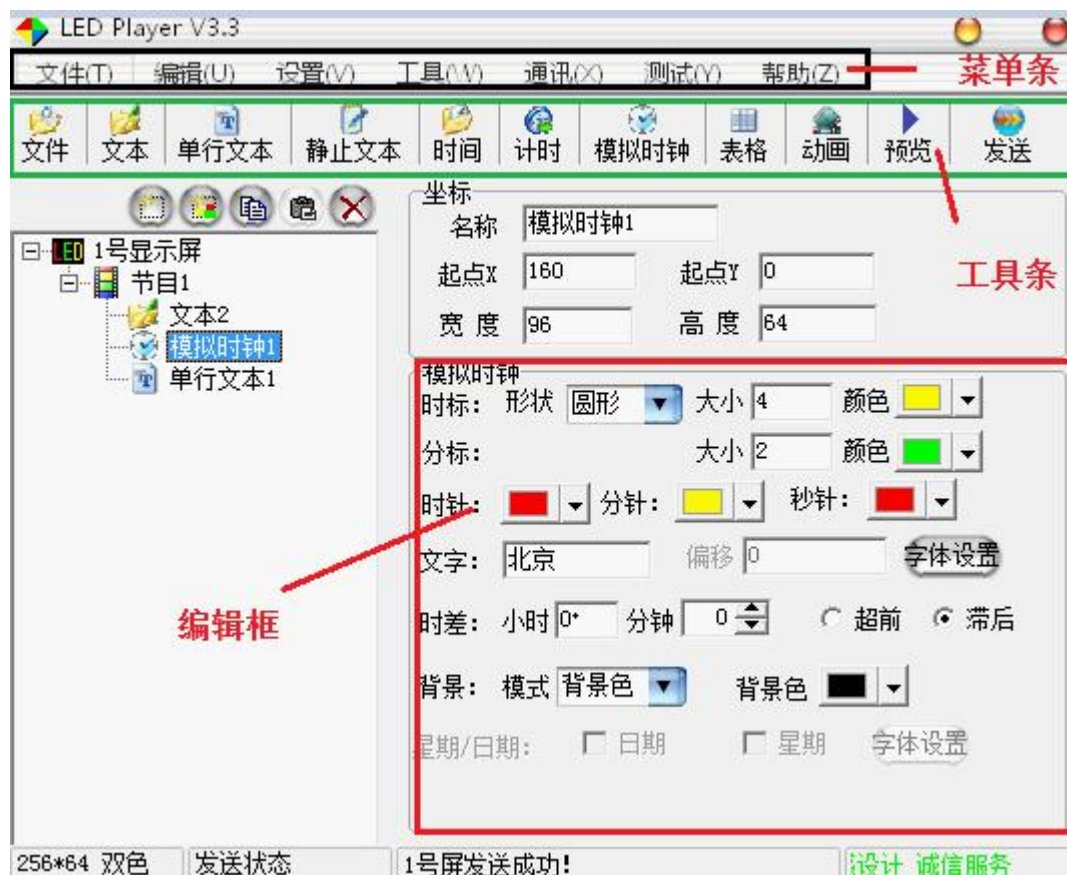 LED Player V3.3
文件(T) 编辑(U) 设置(V) 工具(W) 通讯(X) 测试(Y) 帮助(Z) 菜单条
文件 文本 单行文本 静止文本 时间 计时 模拟时钟 表格 动画 预览 发送
工具条
LED 1号显示屏
节目1
文本2
模拟时钟1
单行文本1
坐标
名称 模拟时钟1
起点X 160 起点Y 0
宽 度 96 高 度 64
模拟时钟
时标: 形状 圆形 大小 4 颜色
分标: 大小 2 颜色
时针: 分针: 秒针:
文字: 北京 偏移 0 字体设置
编辑框
时差: 小时 0+ 分钟 0 超前 滞后
背景: 模式 背景色 背景色
星期/日期: 日期 星期 字体设置
256*64 双色 发送状态 1号屏发送成功! 设计 诚信服务